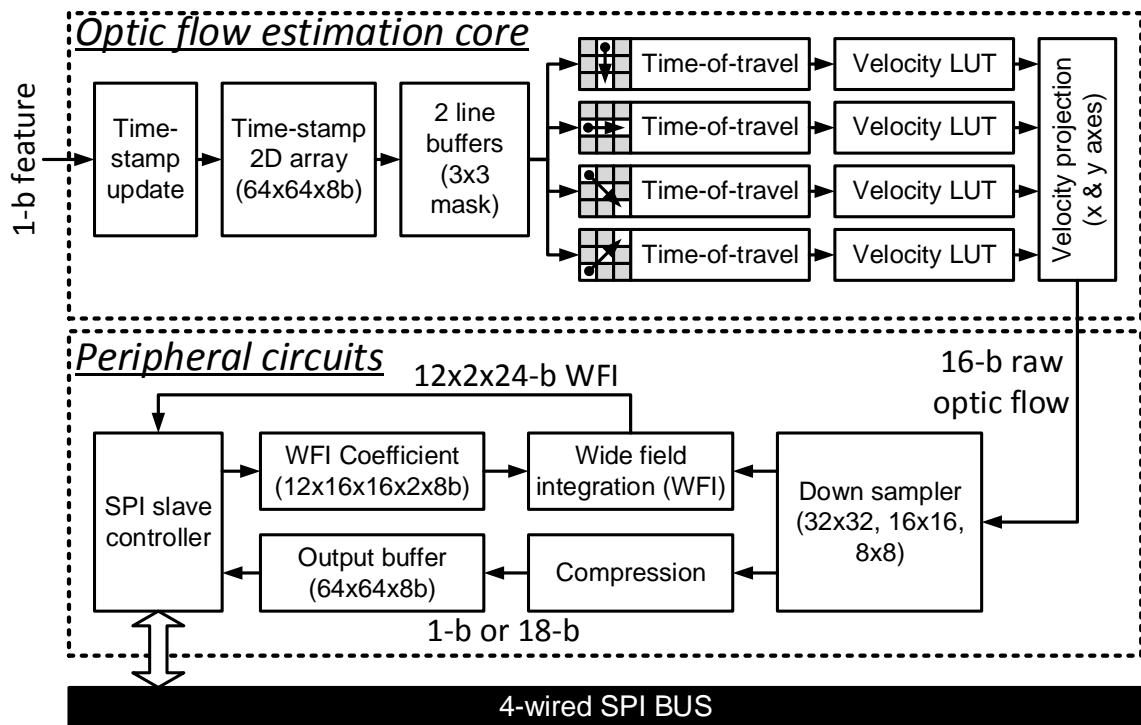 Optic flow estimation core
1-b feature
Time-
stamp
update
Time-stamp
2D array
(64x64x8b)
2 line
buffers
(3x3
mask)
Time-of-travel
Velocity LUT
Time-of-travel
Velocity LUT
Time-of-travel
Velocity LUT
Time-of-travel
Velocity LUT
Velocity projection
(x & y axes)
Peripheral circuits
12x2x24-b WFI
16-b raw
optic flow
SPI slave
controller
WFI Coefficient
(12x16x16x2x8b)
Wide field
integration (WFI)
Down sampler
(32x32, 16x16,
8x8)
Output buffer
(64x64x8b)
Compression
1-b or 18-b
4-wired SPI BUS